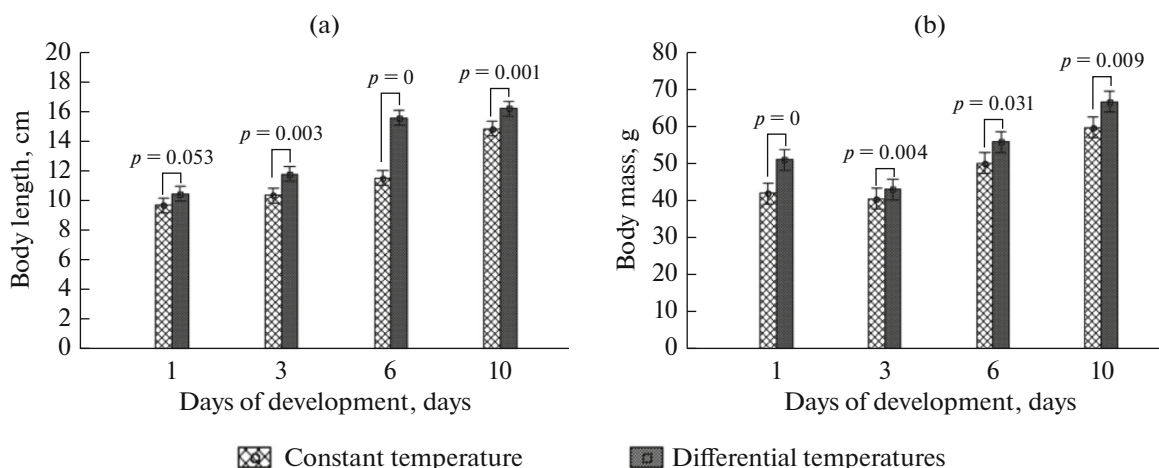 (a)
20
18
16
14
12
10
8
6
4
2
0
Body length, cm
p = 0.053
p = 0.003
p = 0
p = 0.001
1 3 6 10
Days of development, days
(b)
80
70
60
50
40
30
20
10
0
Body mass, g
p = 0
p = 0.004
p = 0.031
p = 0.009
1 3 6 10
Days of development, days
Constant temperature
Differential temperatures